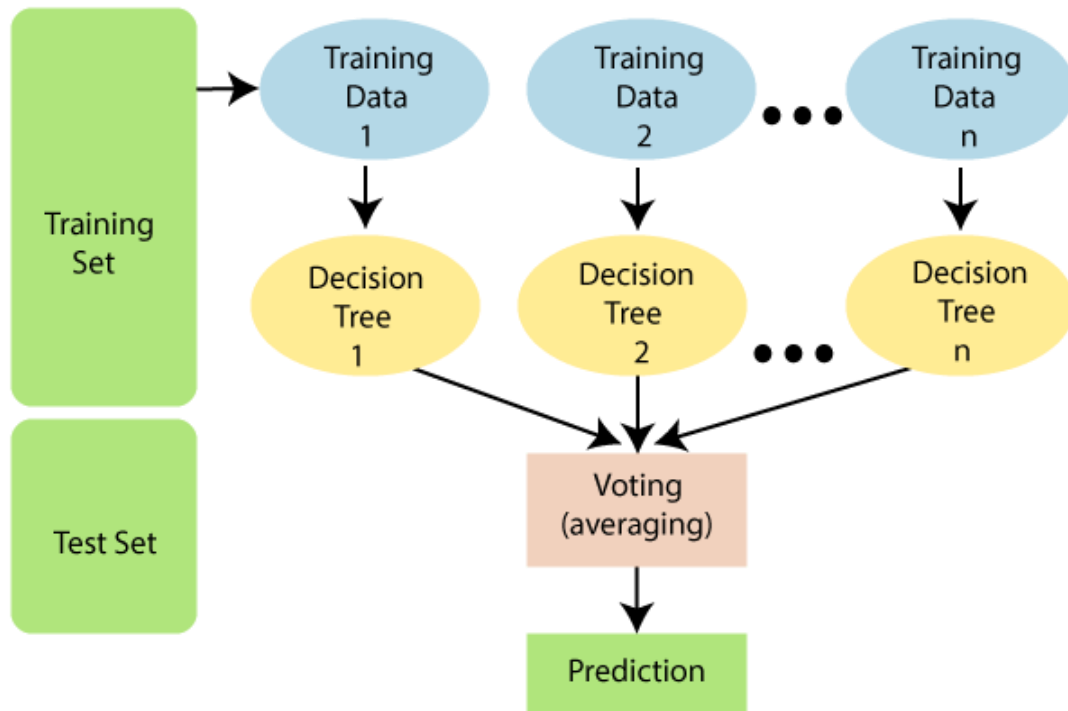 Training
Set
Test Set
Training
Data
1
Training
Data
2
Training
Data
n
Decision
Tree
1
Decision
Tree
2
Decision
Tree
n
Voting
(averaging)
Prediction